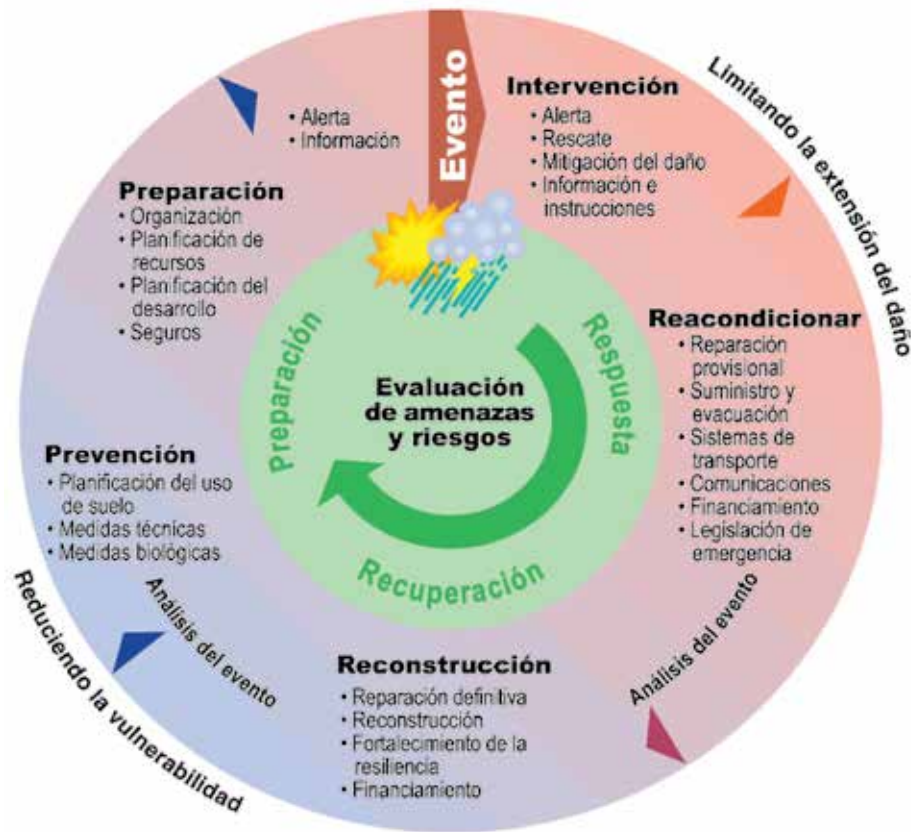 Evento
Intervención
• Alerta
• Rescate
• Mitigación del daño
• Información e
instrucciones
Limitando la extensión del daño
Reacondicionar
• Reparación
provisional
• Suministro y
evacuación
• Sistemas de
transporte
• Comunicaciones
• Financiamiento
• Legislación de
emergencia
Análisis del evento
Reconstrucción
• Reparación definitiva
• Reconstrucción
• Fortalecimiento de la
resiliencia
• Financiamiento
Análisis del evento
Reduciendo la vulnerabilidad
Prevención
• Planificación del uso
de suelo
• Medidas técnicas
• Medidas biológicas
Preparación
• Organización
• Planificación de
recursos
• Planificación del
desarrollo
• Seguros
• Alerta
• Información
Preparación
Respuesta
Recuperación
Evaluación
de amenazas
y riesgos